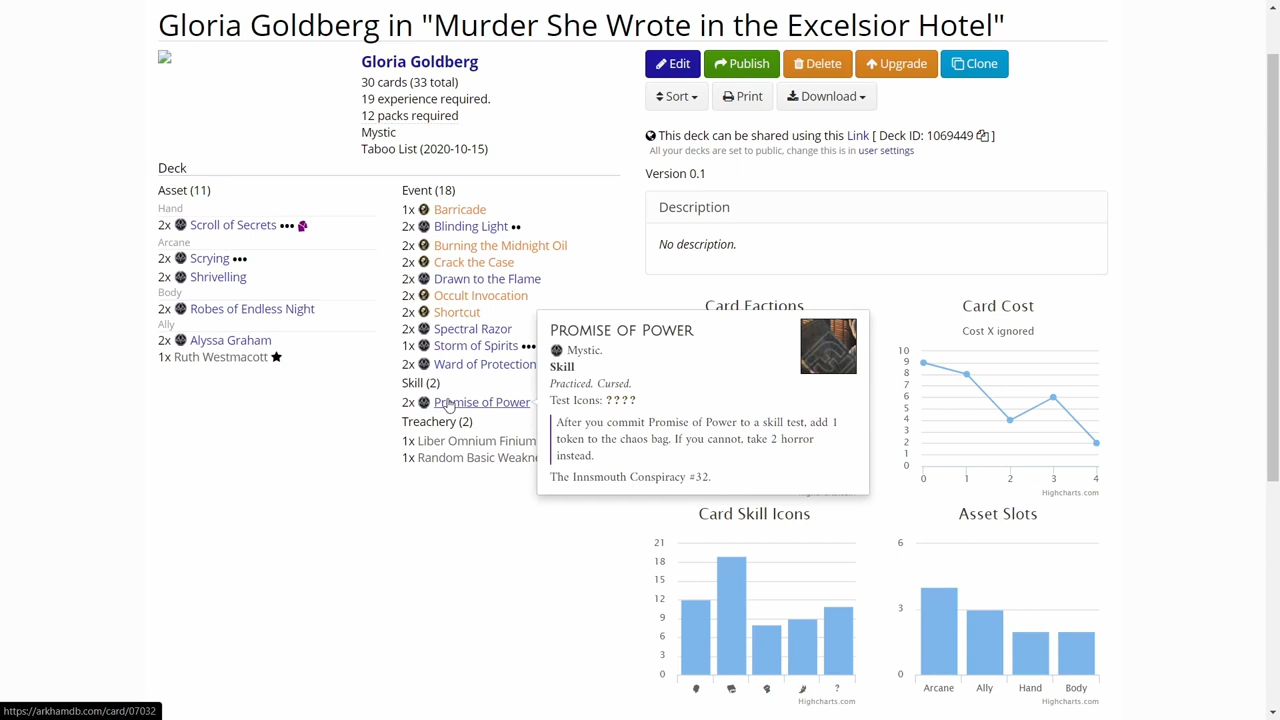 Gloria Goldberg in "Murder She Wrote in the Excelsior Hotel"
Gloria Goldberg
30 cards (33 total)
19 experience required.
12 packs required
Mystic
Taboo List (2020-10-15)
Edit
Publish
Delete
Upgrade
Clone
Sort
Print
Download
This deck can be shared using this Link [ Deck ID: 1069449 ]
All your decks are set to public, change this in user settings
Version 0.1
Description
No description.
Deck
Asset (11)
Hand
2x Scroll of Secrets •••
Arcane
2x Scrying •••
2x Shrivelling
Body
2x Robes of Endless Night
Ally
2x Alyssa Graham
1x Ruth Westmacott ★
Event (18)
1x Barricade
2x Blinding Light ••
2x Burning the Midnight Oil
2x Crack the Case
2x Drawn to the Flame
2x Occult Invocation
2x Shortcut
2x Spectral Razor
1x Storm of Spirits •••
2x Ward of Protection
Skill (2)
2x Promise of Power
Treachery (2)
1x Liber Omnium Finium
1x Random Basic
Promise of Power
Mystic.
Skill
Practiced. Cursed.
Test Icons: ????
After you commit Promise of Power to a skill test, add 1
token to the chaos bag. If you cannot, take 2 horror
instead.
The Innsmouth Conspiracy #32.
Card Factions
Card Cost
Cost X ignored
10
9
8
7
6
5
4
3
2
1
0
0 1 2 3 4
Highcharts.com
Card Skill Icons
21
18
15
12
9
6
3
0
?
Highcharts.com
Asset Slots
6
3
0
Arcane Ally Hand Body
Highcharts.com
https://arkhamdb.com/card/07032